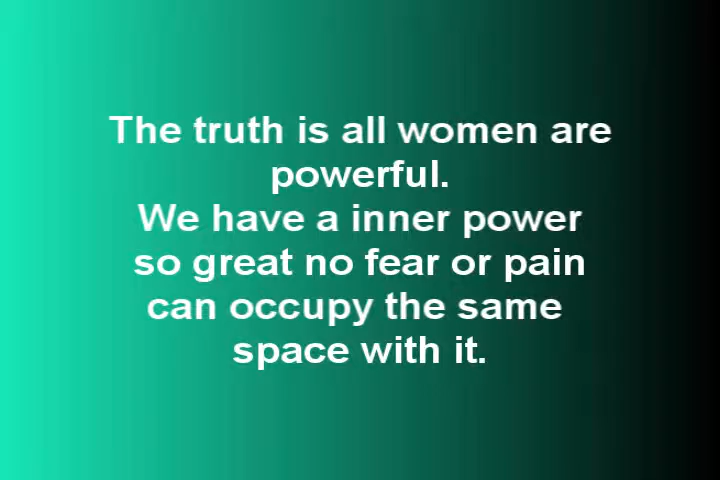 The truth is all women are
powerful.
We have a inner power
so great no fear or pain
can occupy the same
space with it.